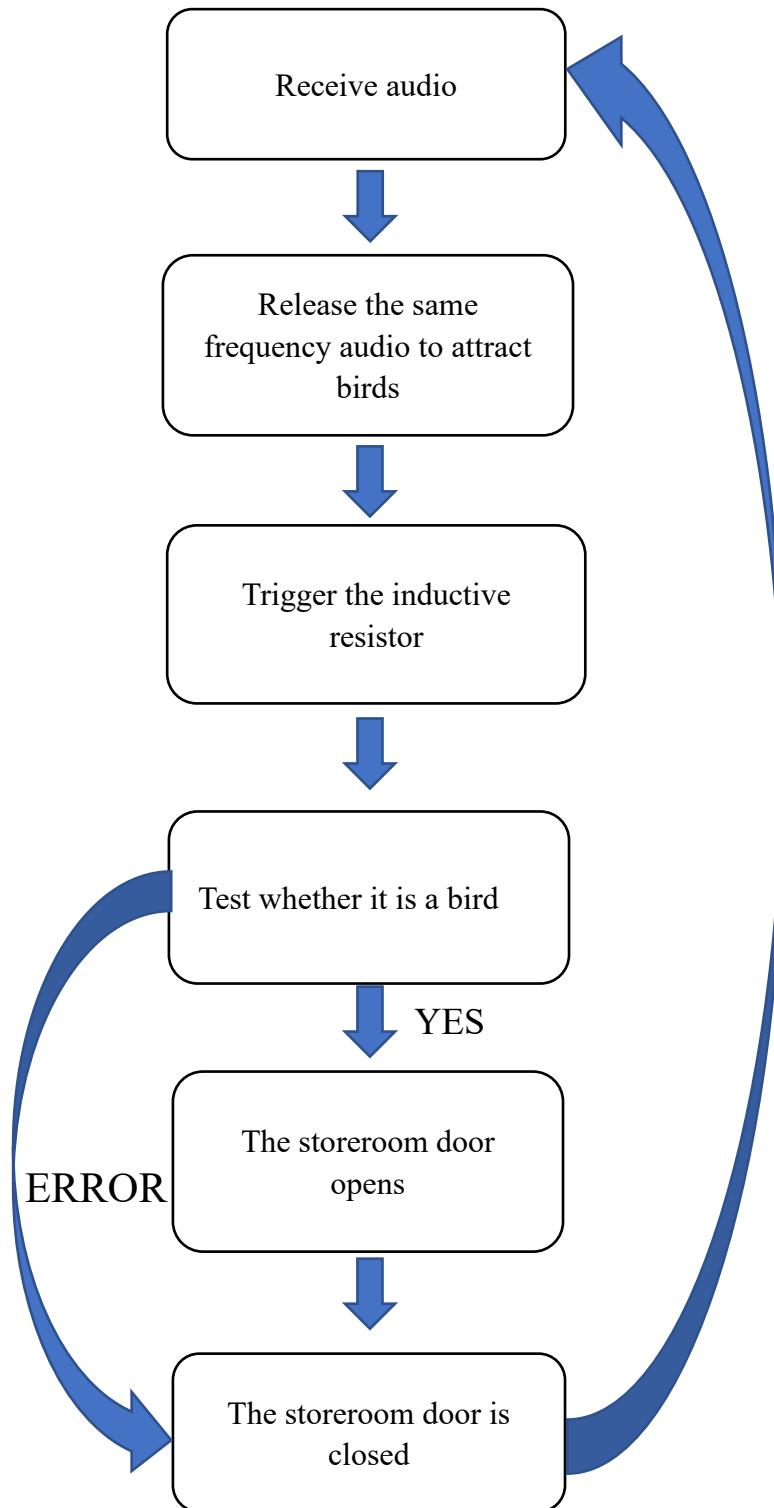 Receive audio
Release the same
frequency audio to attract
birds
Trigger the inductive
resistor
Test whether it is a bird
YES
The storeroom door
opens
ERROR
The storeroom door is
closed